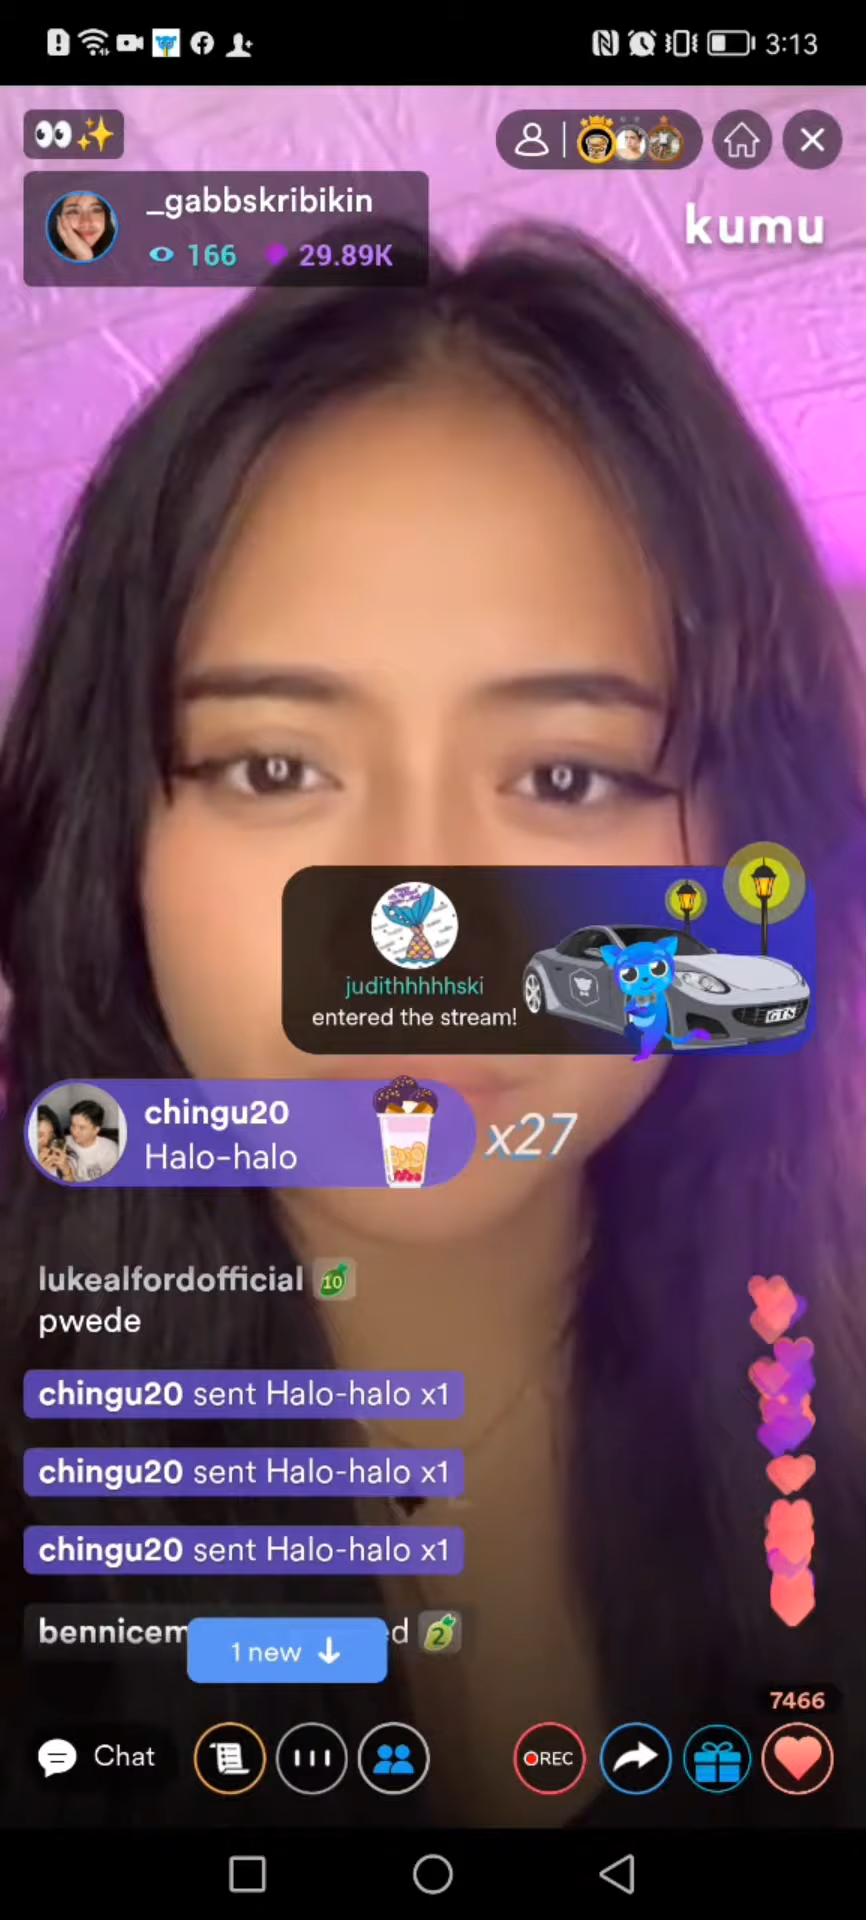 3:13
_gabbskribikin
166 29.89K
kumu
judithhhhhski
entered the stream!
GTS
chingu20
Halo-halo
x27
lukealfordofficial 10
pwede
chingu20 sent Halo-halo x1
chingu20 sent Halo-halo x1
chingu20 sent Halo-halo x1
1 new
2
7466
Chat
REC